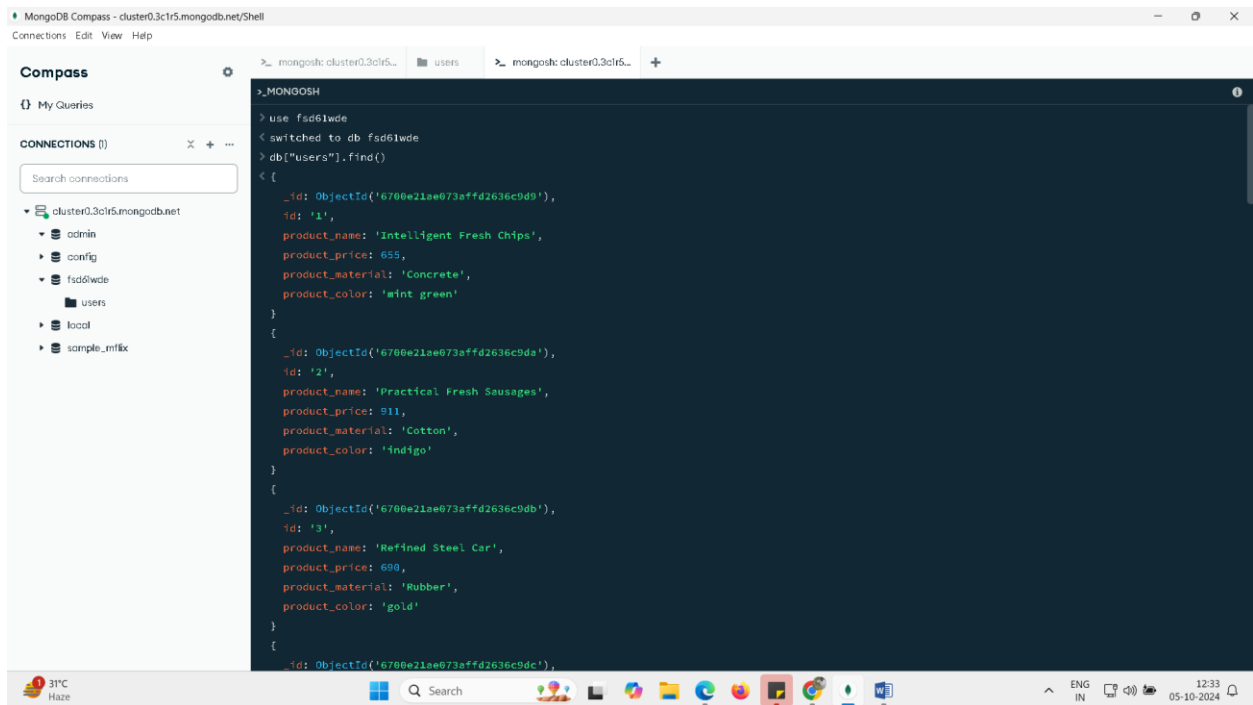 MongoDB Compass - cluster0.3c1r5.mongodb.net/Shell
Connections Edit View Help
Compass
{} My Queries
CONNECTIONS (1)
Search connections
cluster0.3c1r5.mongodb.net
admin
config
fsd61wde
users
local
sample_mflix
>_ mongosh: cluster0.3c1r5... users >_ mongosh: cluster0.3c1r5... +
>_MONGOSH
> use fsd61wde
< switched to db fsd61wde
> db["users"].find()
< {
_id: ObjectId('6700e21ae073affd2636c9d9'),
id: '1',
product_name: 'Intelligent Fresh Chips',
product_price: 655,
product_material: 'Concrete',
product_color: 'mint green'
}
{
_id: ObjectId('6700e21ae073affd2636c9da'),
id: '2',
product_name: 'Practical Fresh Sausages',
product_price: 911,
product_material: 'Cotton',
product_color: 'indigo'
}
{
_id: ObjectId('6700e21ae073affd2636c9db'),
id: '3',
product_name: 'Refined Steel Car',
product_price: 690,
product_material: 'Rubber',
product_color: 'gold'
}
{
_id: ObjectId('6700e21ae073affd2636c9dc'),
1
31°C
Haze
Search
ENG
IN
12:33
05-10-2024